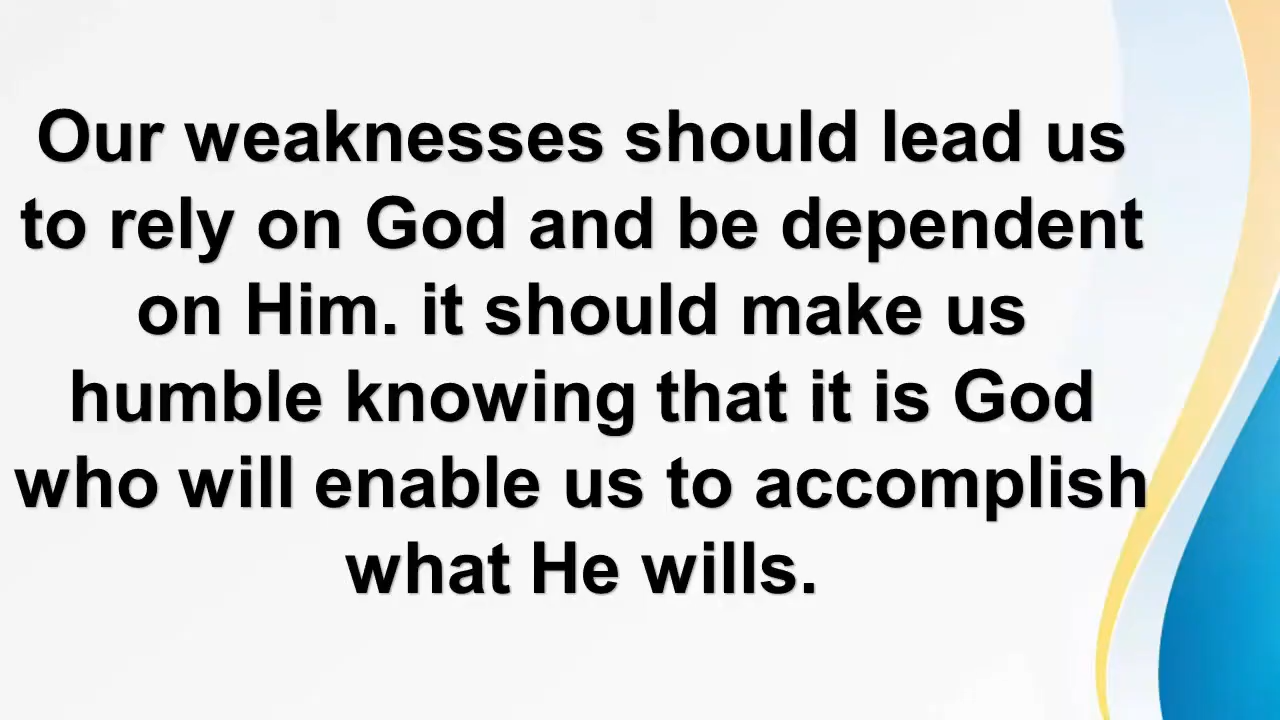 Our weaknesses should lead us
to rely on God and be dependent
on Him. it should make us
humble knowing that it is God
who will enable us to accomplish
what He wills.